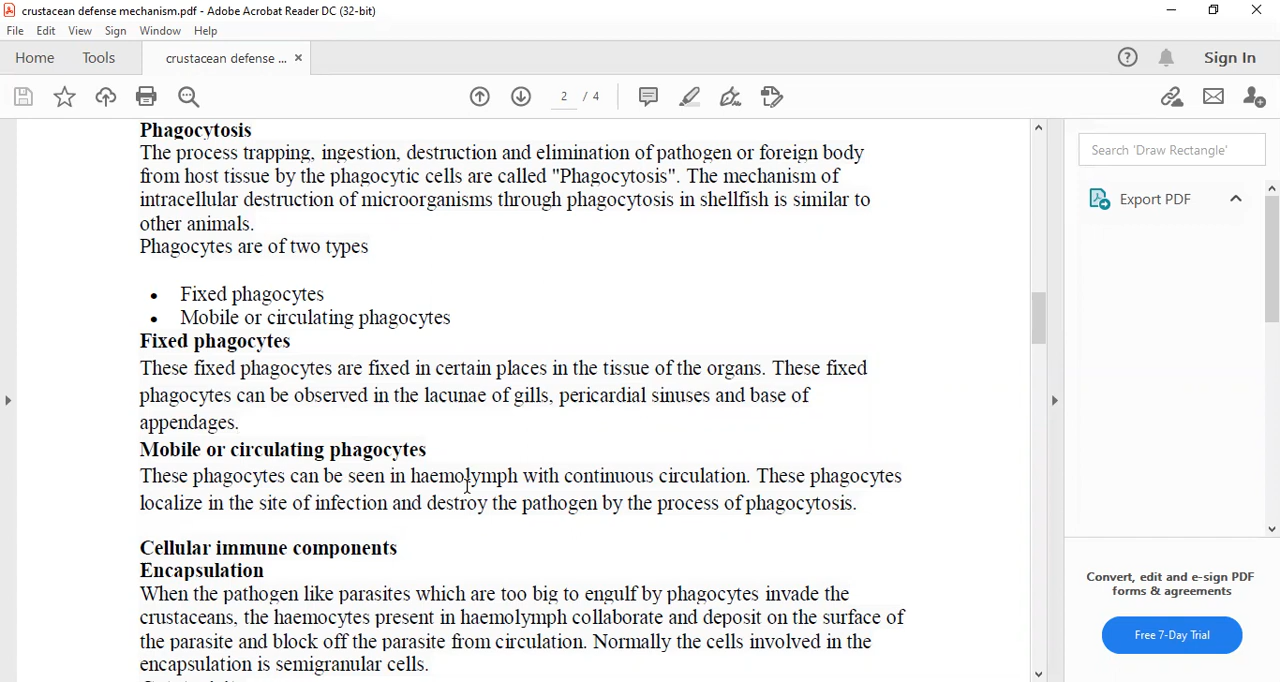 crustacean defense mechanism.pdf - Adobe Acrobat Reader DC (32-bit)
File Edit View Sign Window Help
Home Tools crustacean defense ... × Sign In
2 / 4
Search 'Draw Rectangle'
Export PDF
Convert, edit and e-sign PDF
forms & agreements
Free 7-Day Trial
Phagocytosis
The process trapping, ingestion, destruction and elimination of pathogen or foreign body
from host tissue by the phagocytic cells are called "Phagocytosis". The mechanism of
intracellular destruction of microorganisms through phagocytosis in shellfish is similar to
other animals.
Phagocytes are of two types
• Fixed phagocytes
• Mobile or circulating phagocytes
Fixed phagocytes
These fixed phagocytes are fixed in certain places in the tissue of the organs. These fixed
phagocytes can be observed in the lacunae of gills, pericardial sinuses and base of
appendages.
Mobile or circulating phagocytes
These phagocytes can be seen in haemolymph with continuous circulation. These phagocytes
localize in the site of infection and destroy the pathogen by the process of phagocytosis.
Cellular immune components
Encapsulation
When the pathogen like parasites which are too big to engulf by phagocytes invade the
crustaceans, the haemocytes present in haemolymph collaborate and deposit on the surface of
the parasite and block off the parasite from circulation. Normally the cells involved in the
encapsulation is semigranular cells.